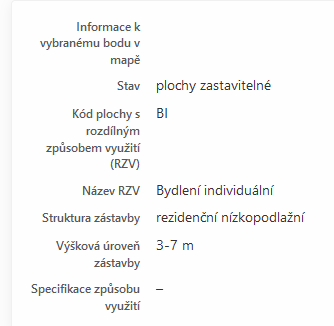 Informace k
vybranému bodu v
mapě
Stav plochy zastavitelné
Kód plochy s BI
rozdílným
způsobem využití
(RZV)
Název RZV Bydlení individuální
Struktura zástavby rezidenční nízkopodlažní
Výšková úroveň 3-7 m
zástavby
Specifikace způsobu –
využití